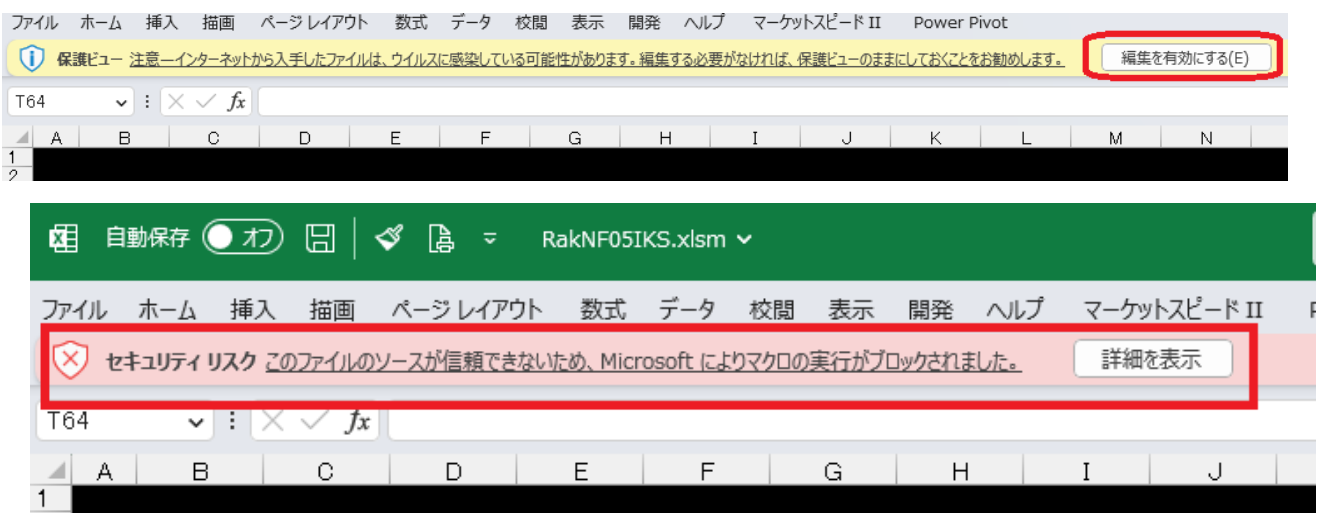 ファイル ホーム 挿入 描画 ページ レイアウト 数式 データ 校閲 表示 開発 ヘルプ マーケットスピード II Power Pivot
保護ビュー 注意—インターネットから入手したファイルは、ウイルスに感染している可能性があります。編集する必要がなければ、保護ビューのままにしておくことをお勧めします。 編集を有効にする(E)
T64 fx
A B C D E F G H I J K L M N
1
2
自動保存 オフ RakNF05IKS.xlsm
ファイル ホーム 挿入 描画 ページ レイアウト 数式 データ 校閲 表示 開発 ヘルプ マーケットスピード II
セキュリティ リスク このファイルのソースが信頼できないため、Microsoft によりマクロの実行がブロックされました。 詳細を表示
T64 fx
A B C D E F G H I J
1